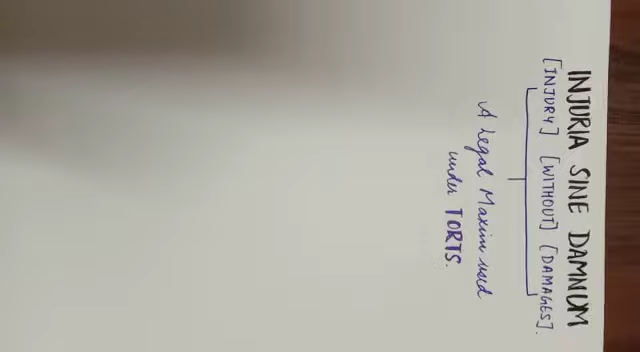 INJURIA SINE DAMNUM
[INJURY] [WITHOUT] [DAMAGES].
A Legal Maxim used
under TORTS.